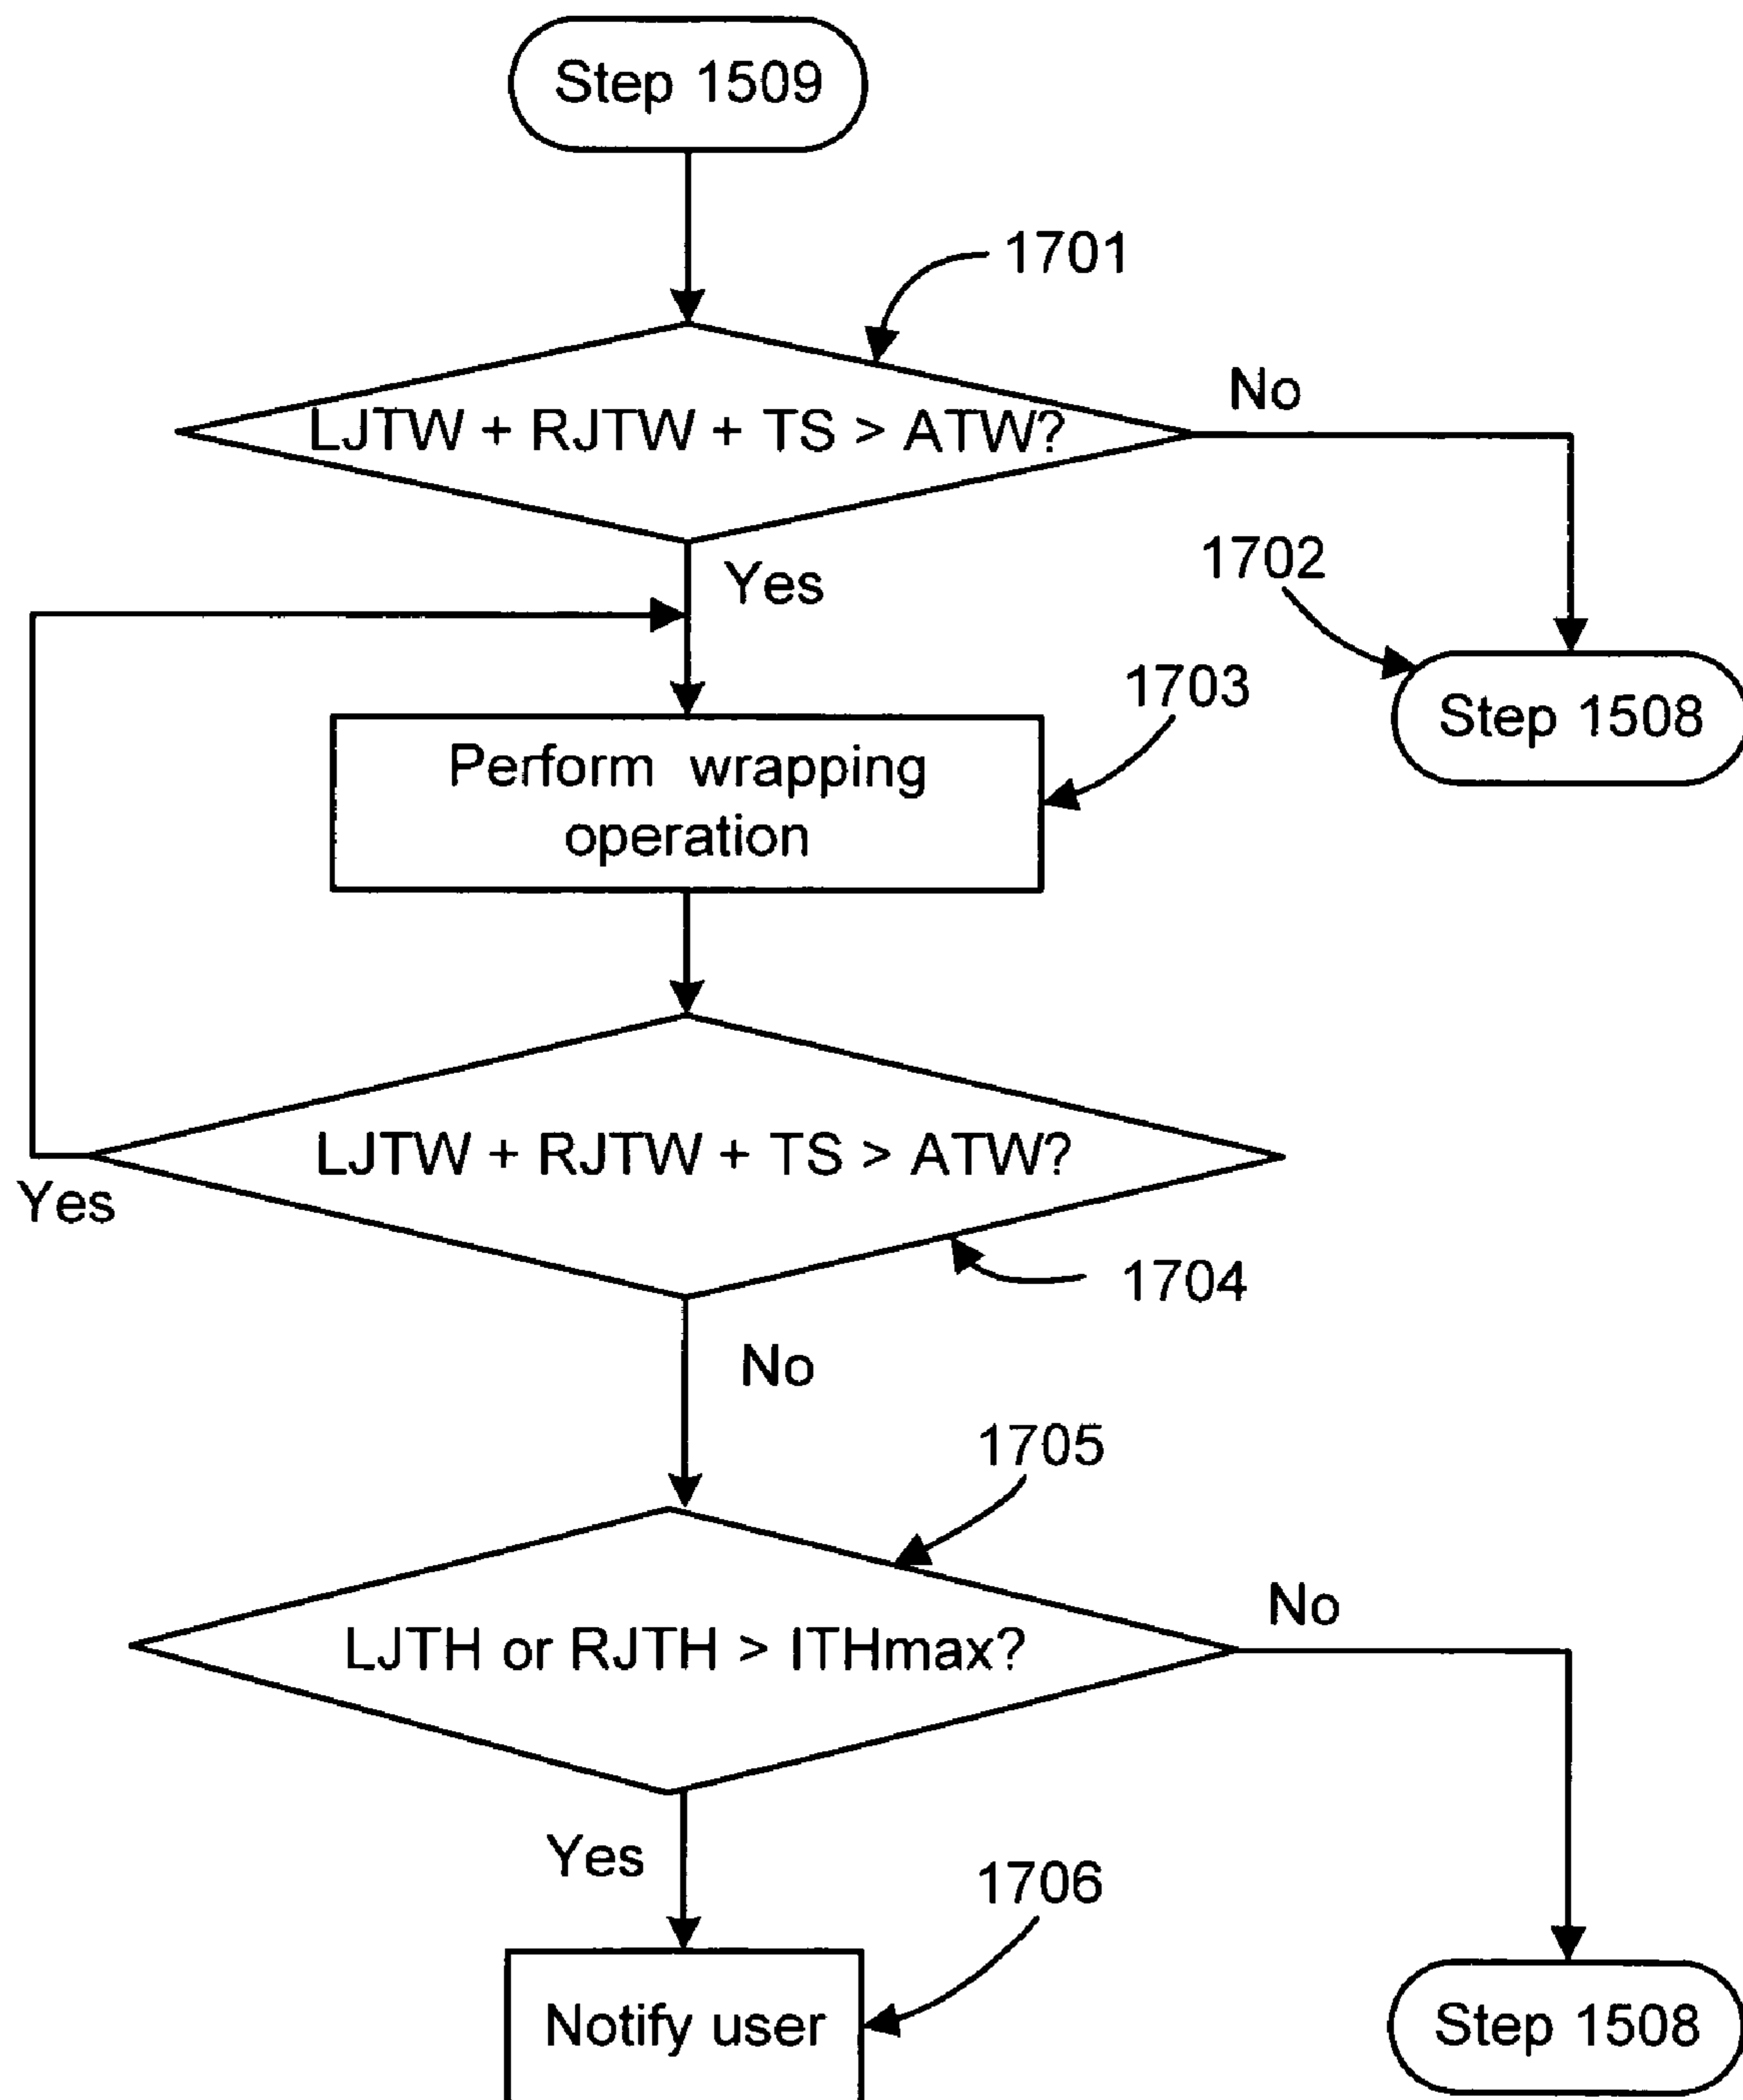 Step 1509
1701
LJTW + RJTW + TS > ATW?
No
Yes
1702
Step 1508
1703
Perform wrapping
operation
LJTW + RJTW + TS > ATW?
Yes
1704
No
1705
LJTH or RJTH > ITHmax?
No
Yes
1706
Notify user
Step 1508